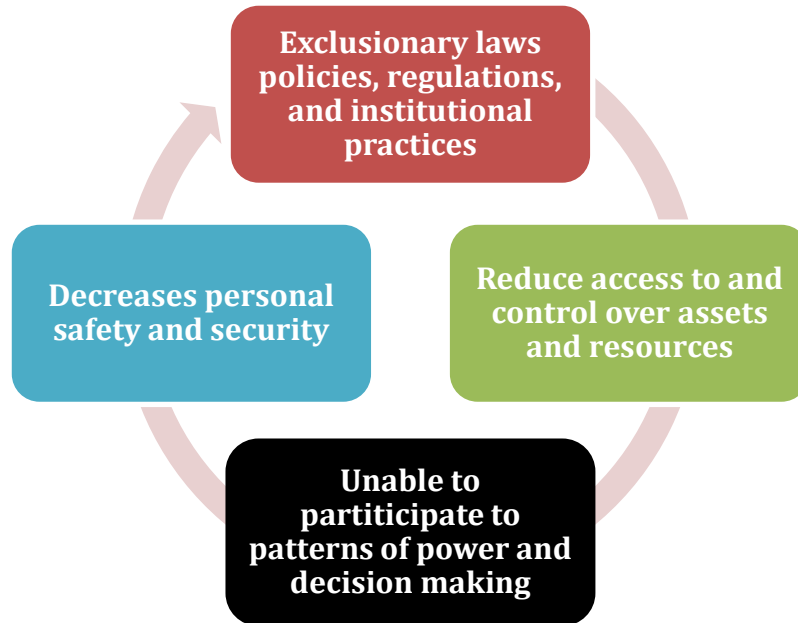 Exclusionary laws
policies, regulations,
and institutional
practices
Reduce access to and
control over assets
and resources
Unable to
partiticipate to
patterns of power and
decision making
Decreases personal
safety and security